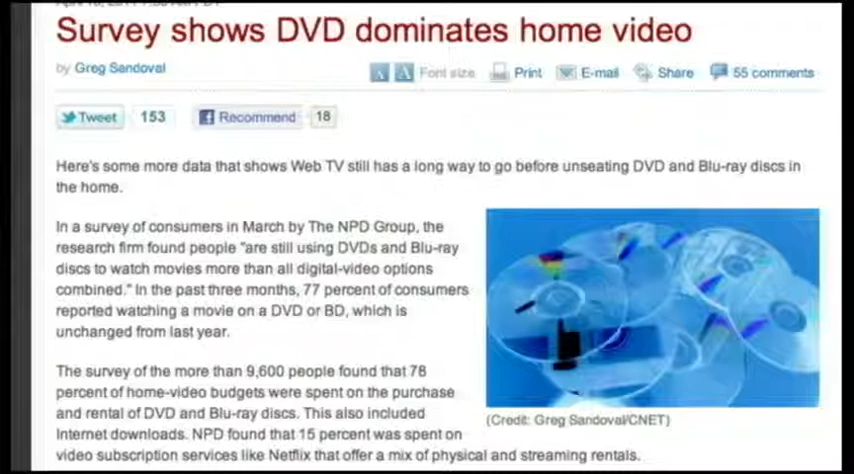 Survey shows DVD dominates home video
by Greg Sandoval
A A Font size Print E-mail Share 55 comments
Tweet 153 Recommend 18
Here's some more data that shows Web TV still has a long way to go before unseating DVD and Blu-ray discs in
the home.
In a survey of consumers in March by The NPD Group, the
research firm found people "are still using DVDs and Blu-ray
discs to watch movies more than all digital-video options
combined." In the past three months, 77 percent of consumers
reported watching a movie on a DVD or BD, which is
unchanged from last year.
The survey of the more than 9,600 people found that 78
percent of home-video budgets were spent on the purchase
and rental of DVD and Blu-ray discs. This also included
(Credit: Greg Sandoval/CNET)
Internet downloads. NPD found that 15 percent was spent on
video subscription services like Netflix that offer a mix of physical and streaming rentals.